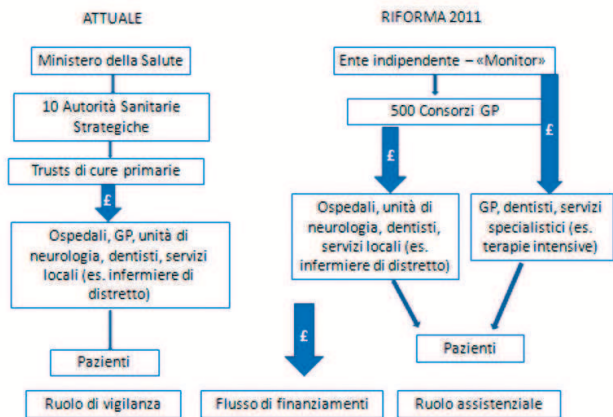 ATTUALE
Ministero della Salute
10 Autorità Sanitarie
Strategiche
Trusts di cure primarie
£
Ospedali, GP, unità di
neurologia, dentisti, servizi
locali (es. infermiere di
distretto)
Pazienti
Ruolo di vigilanza
RIFORMA 2011
Ente indipendente – «Monitor»
500 Consorzi GP
£
£
Ospedali, unità di
neurologia, dentisti,
servizi locali (es.
infermiere di distretto)
GP, dentisti, servizi
specialistici (es.
terapie intensive)
Pazienti
£
Flusso di finanziamenti
Ruolo assistenziale